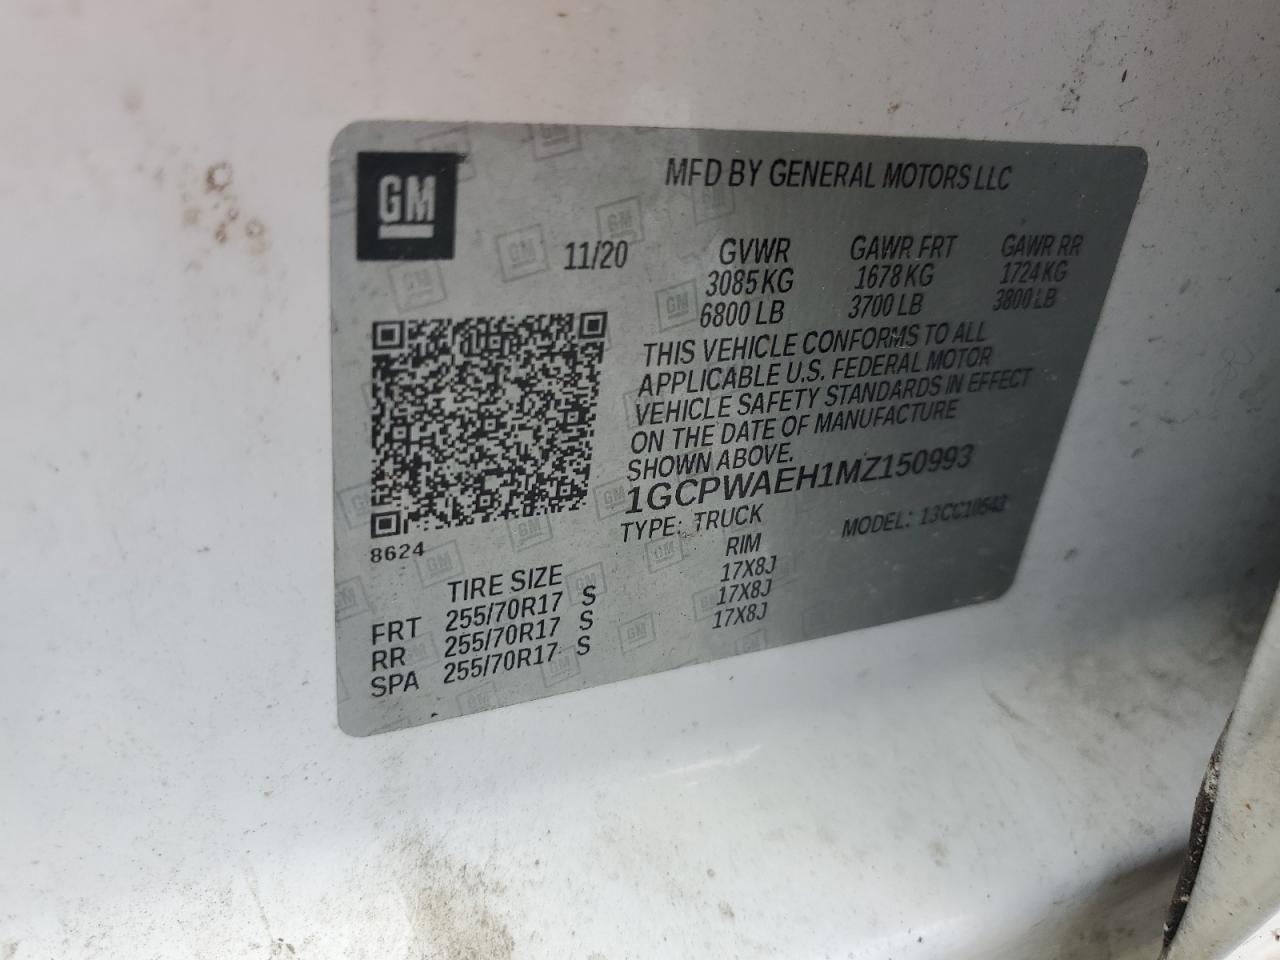 GM
MFD BY GENERAL MOTORS LLC
11/20 GVWR GAWR FRT GAWR RR
3085 KG 1678 KG 1724 KG
6800 LB 3700 LB 3800 LB
THIS VEHICLE CONFORMS TO ALL
APPLICABLE U.S. FEDERAL MOTOR
VEHICLE SAFETY STANDARDS IN EFFECT
ON THE DATE OF MANUFACTURE
SHOWN ABOVE.
1GCPWAEH1MZ150993
TYPE: TRUCK MODEL: 13CC10543
8624
TIRE SIZE RIM
FRT 255/70R17 S 17X8J
RR 255/70R17 S 17X8J
SPA 255/70R17 S 17X8J